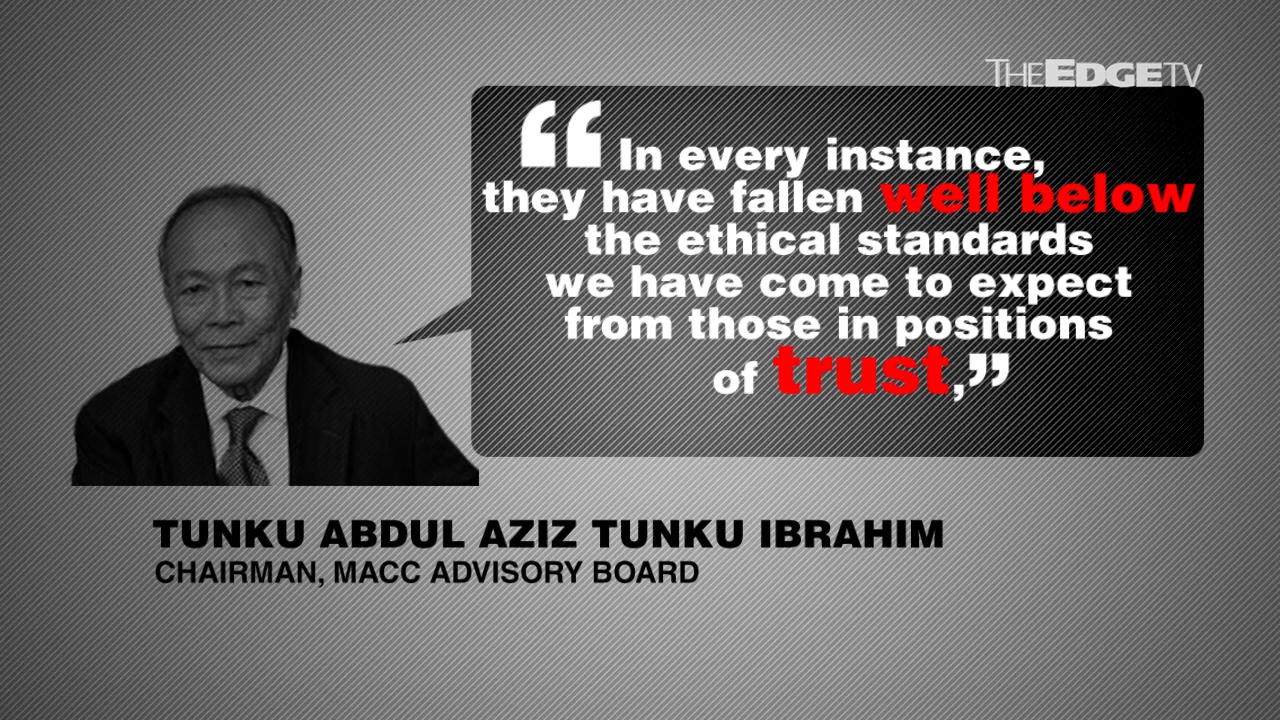 THEEDGETV
“In every instance,
they have fallen well below
the ethical standards
we have come to expect
from those in positions
of trust,”
TUNKU ABDUL AZIZ TUNKU IBRAHIM
CHAIRMAN, MACC ADVISORY BOARD